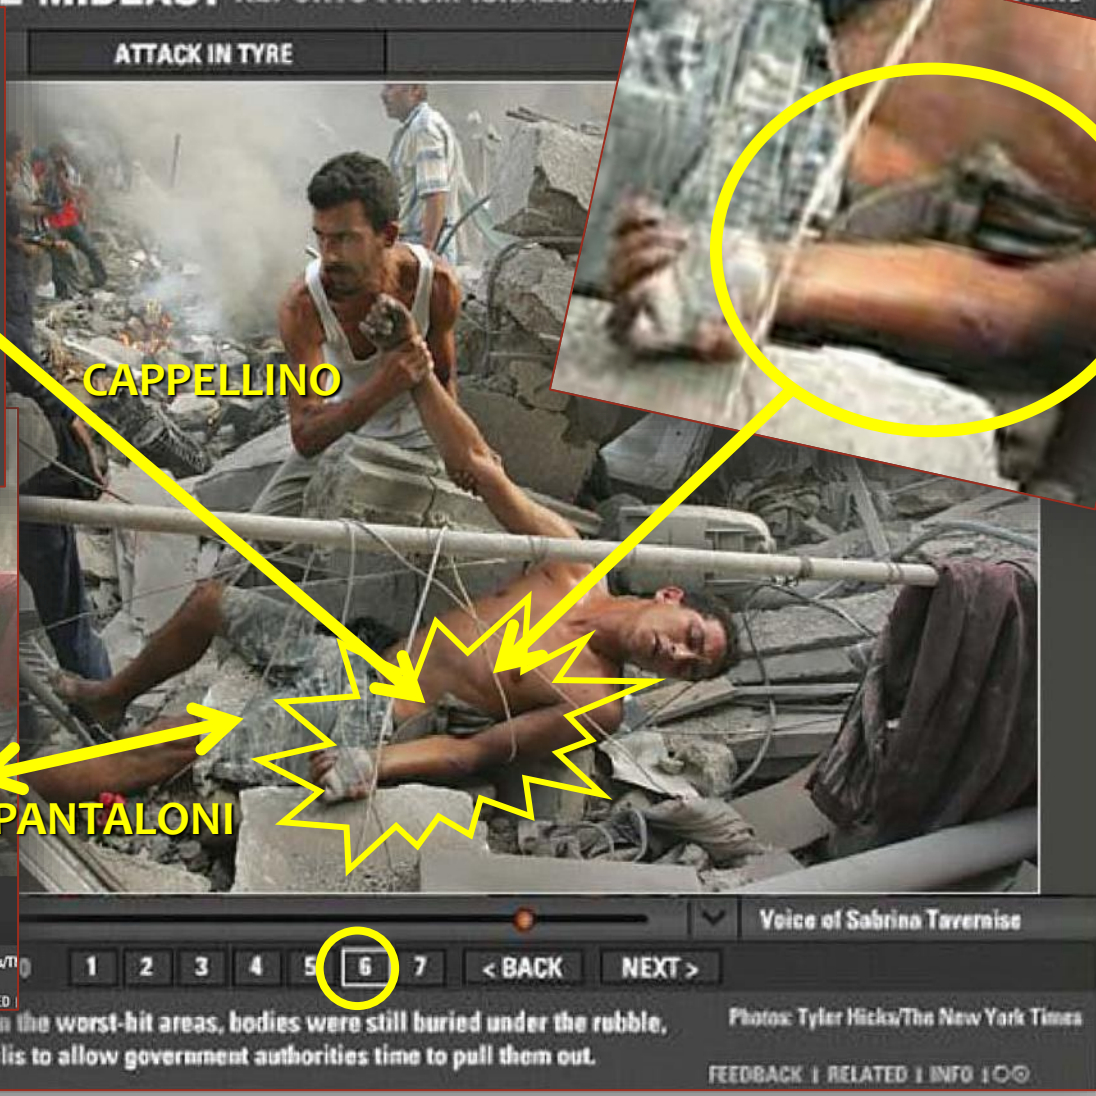 ATTACK IN TYRE
CAPPELLINO
PANTALONI
Voice of Sabrina Tavernise
1 2 3 4 5 6 7 < BACK NEXT >
the worst-hit areas, bodies were still buried under the rubble,
to allow government authorities time to pull them out.
Photos: Tyler Hicks/The New York Times
FEEDBACK | RELATED | INFO